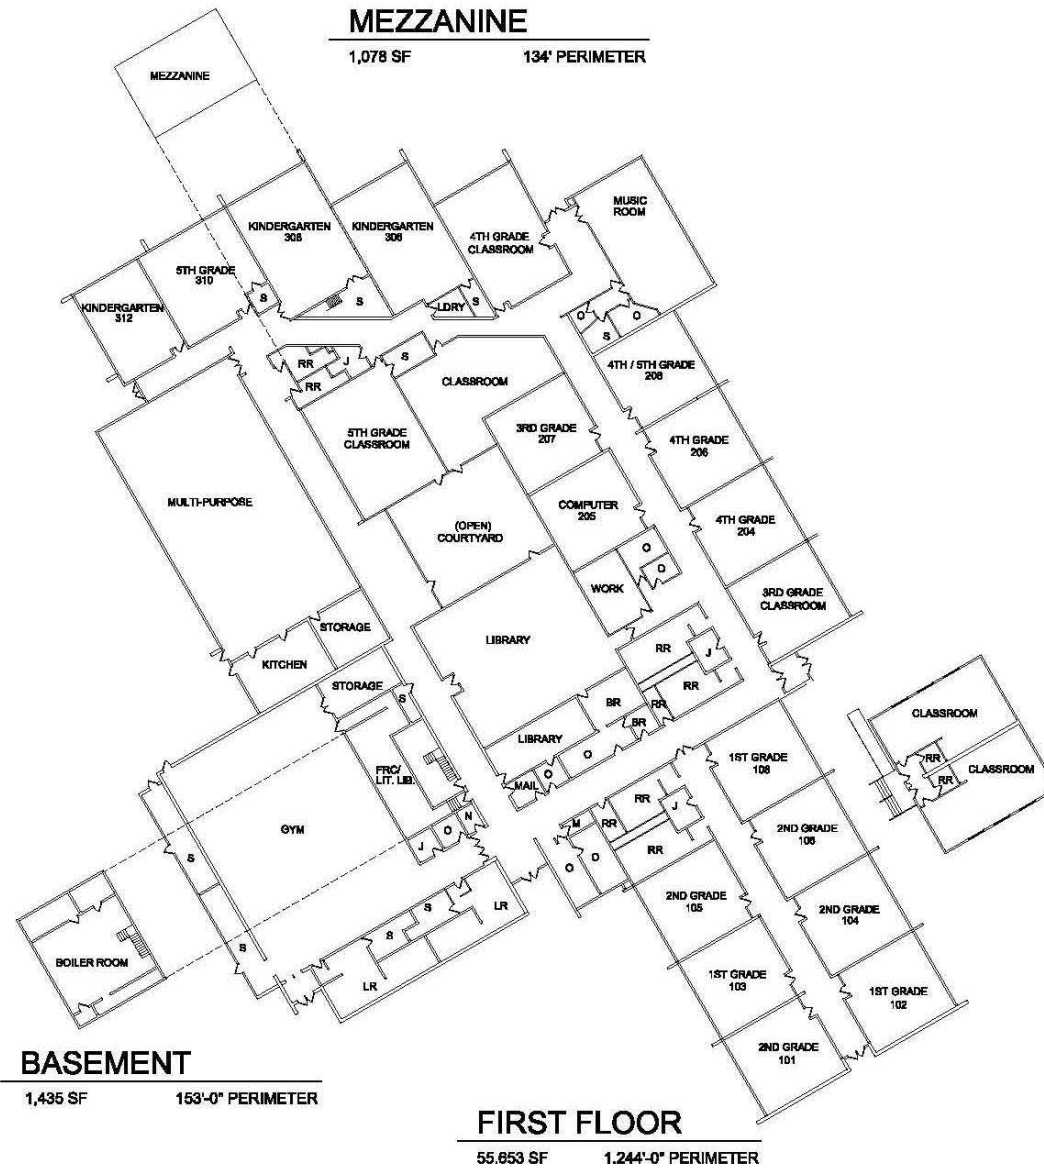 MEZZANINE
1,078 SF 134' PERIMETER
MEZZANINE
MUSIC
ROOM
KINDERGARTEN
308
KINDERGARTEN
306
4TH GRADE
CLASSROOM
5TH GRADE
310
KINDERGARTEN
312
S
S
LDRY
S
O
O
S
RR
J
RR
S
CLASSROOM
4TH / 5TH GRADE
208
5TH GRADE
CLASSROOM
3RD GRADE
207
4TH GRADE
206
MULTI-PURPOSE
(OPEN)
COURTYARD
COMPUTER
205
4TH GRADE
204
O
O
WORK
3RD GRADE
CLASSROOM
STORAGE
KITCHEN
LIBRARY
RR
J
RR
STORAGE
S
BR
RR
BR
LIBRARY
O
O
MAIL
CLASSROOM
RR
RR
CLASSROOM
FRC/
LIT. LIB.
1ST GRADE
108
GYM
N
O
J
M
RR
RR
J
RR
O
O
2ND GRADE
106
S
S
S
S
LR
LR
2ND GRADE
105
2ND GRADE
104
BOILER ROOM
1ST GRADE
103
1ST GRADE
102
2ND GRADE
101
BASEMENT
1,435 SF 153'-0" PERIMETER
FIRST FLOOR
55,653 SF 1,244'-0" PERIMETER